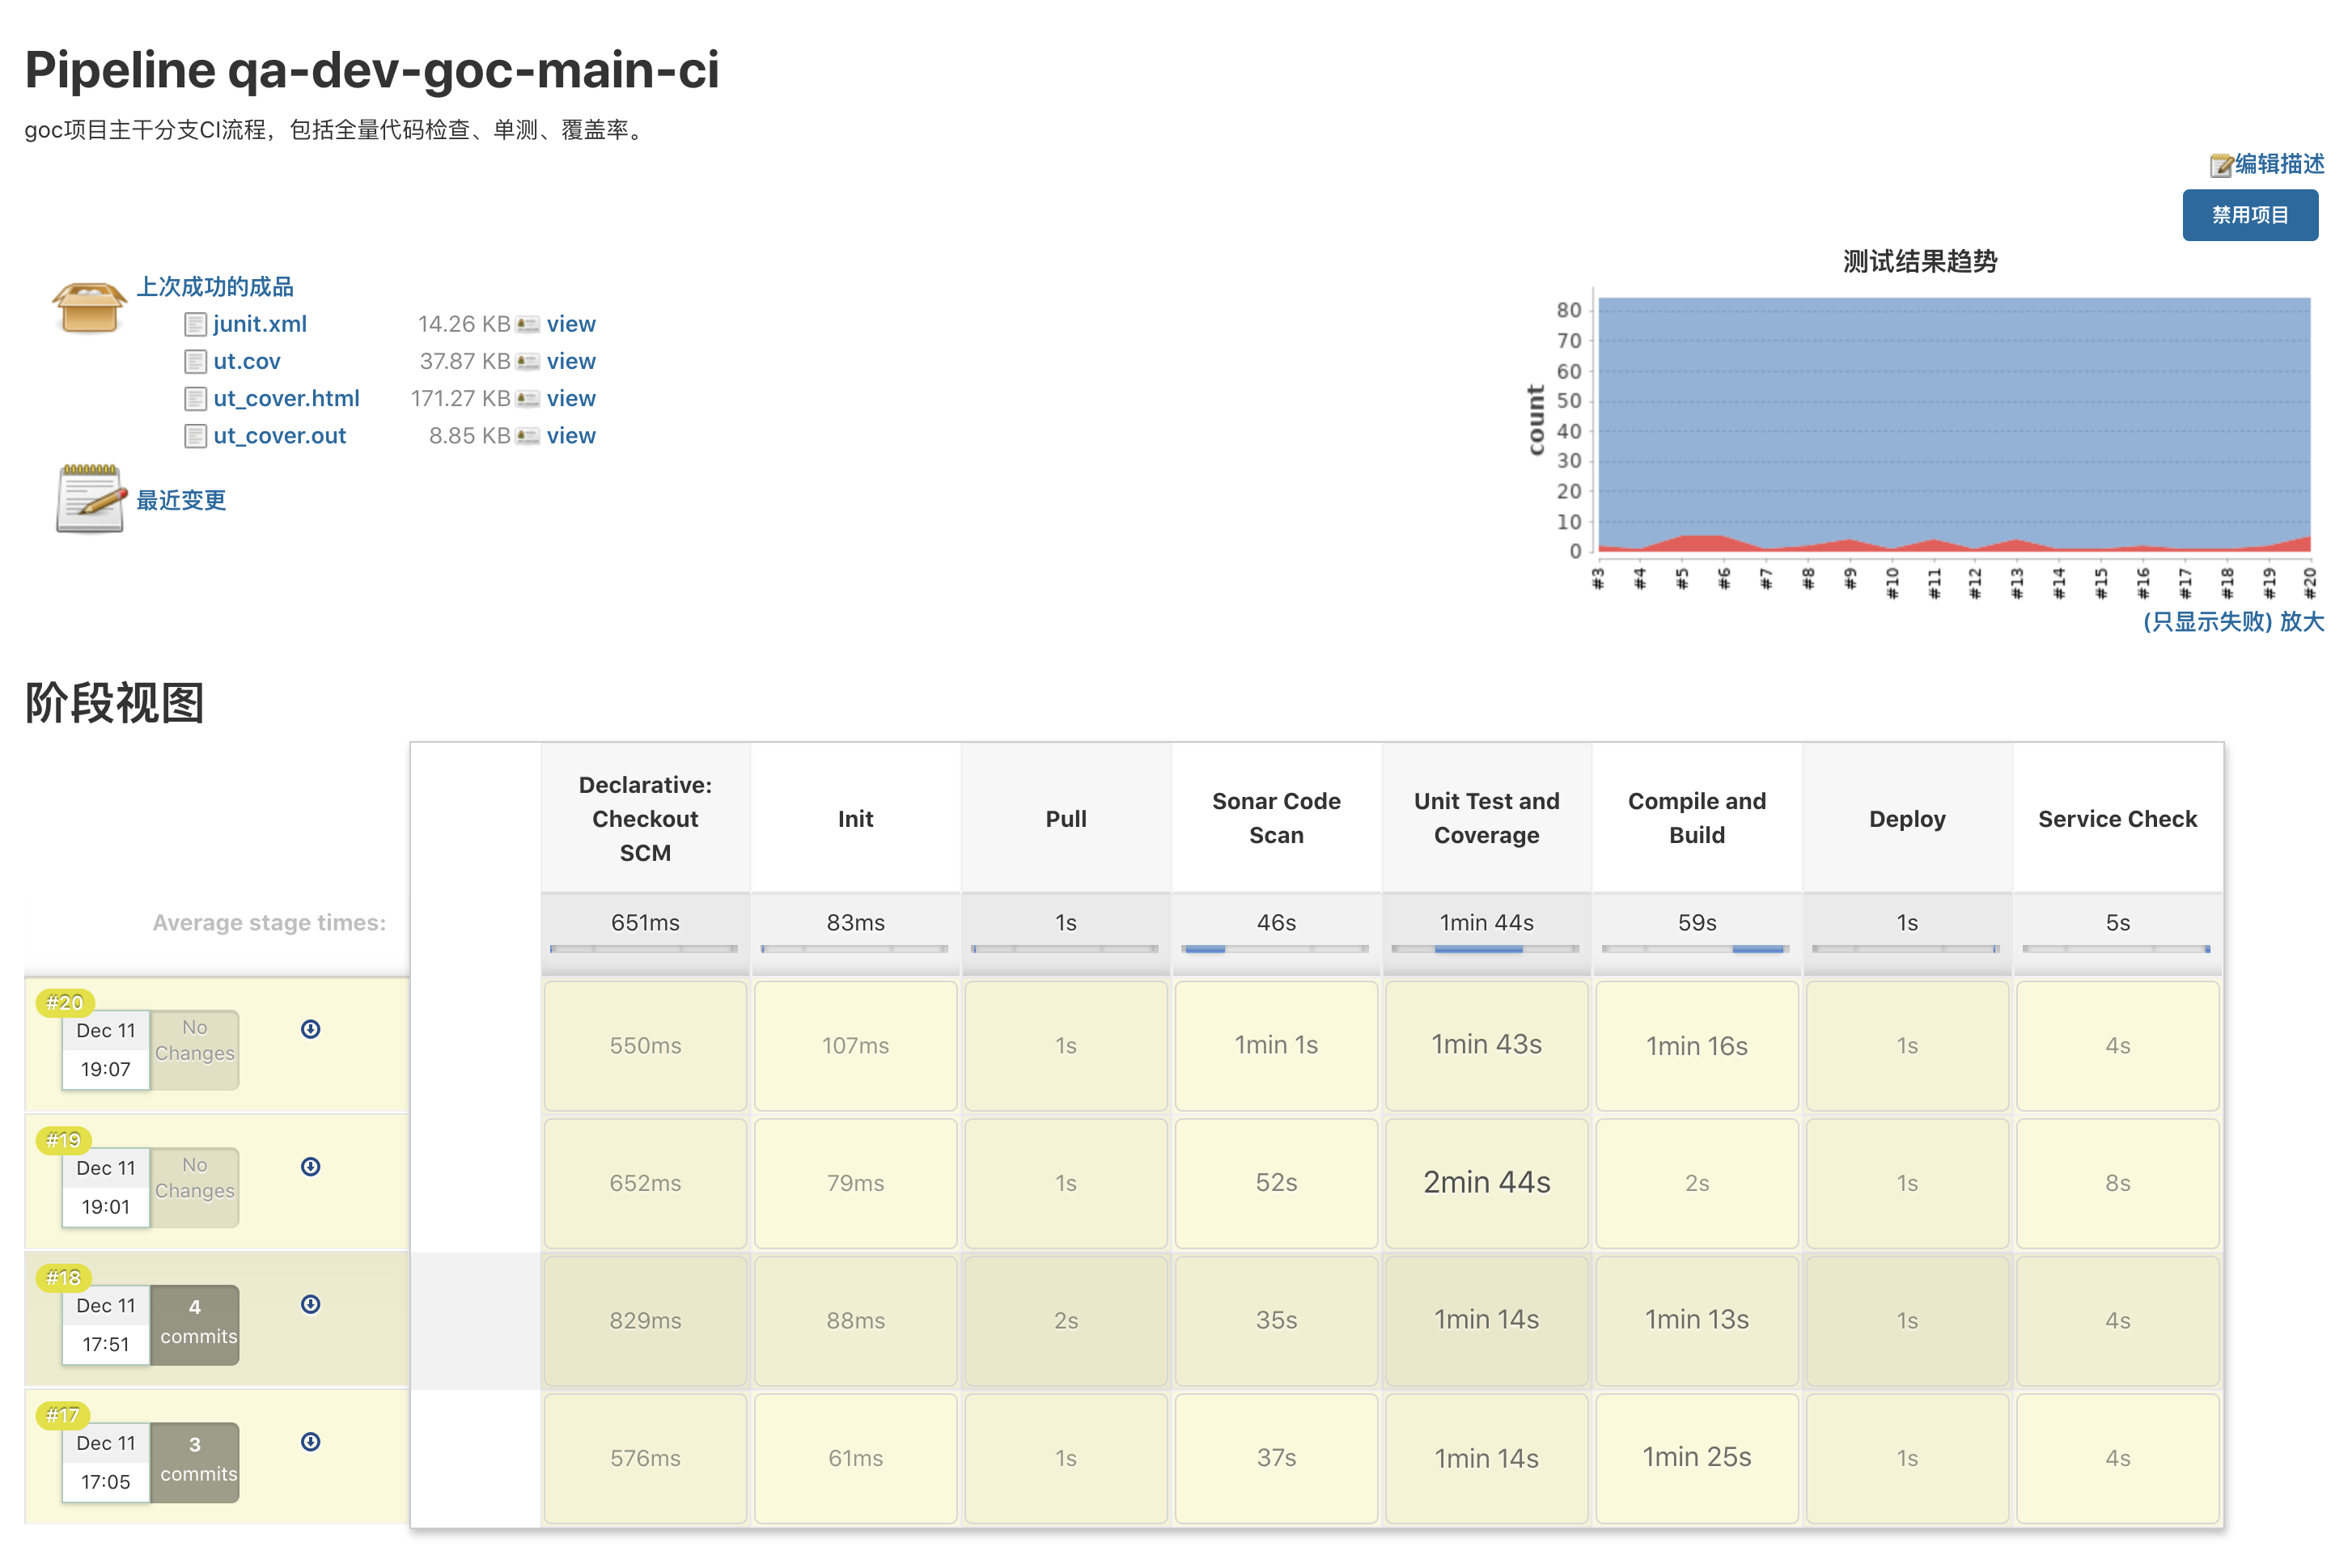 Pipeline qa-dev-goc-main-ci
goc项目主干分支CI流程，包括全量代码检查、单测、覆盖率。
编辑描述
禁用项目
上次成功的成品
junit.xml 14.26 KB view
ut.cov 37.87 KB view
ut_cover.html 171.27 KB view
ut_cover.out 8.85 KB view
最近变更
测试结果趋势
count
80
70
60
50
40
30
20
10
0
#3 #4 #5 #6 #7 #8 #9 #10 #11 #12 #13 #14 #15 #16 #17 #18 #19 #20
(只显示失败) 放大
阶段视图
Declarative: Checkout SCM
Init
Pull
Sonar Code Scan
Unit Test and Coverage
Compile and Build
Deploy
Service Check
Average stage times:
651ms 83ms 1s 46s 1min 44s 59s 1s 5s
#20
Dec 11 19:07
No Changes
550ms 107ms 1s 1min 1s 1min 43s 1min 16s 1s 4s
#19
Dec 11 19:01
No Changes
652ms 79ms 1s 52s 2min 44s 2s 1s 8s
#18
Dec 11 17:51
4 commits
829ms 88ms 2s 35s 1min 14s 1min 13s 1s 4s
#17
Dec 11 17:05
3 commits
576ms 61ms 1s 37s 1min 14s 1min 25s 1s 4s